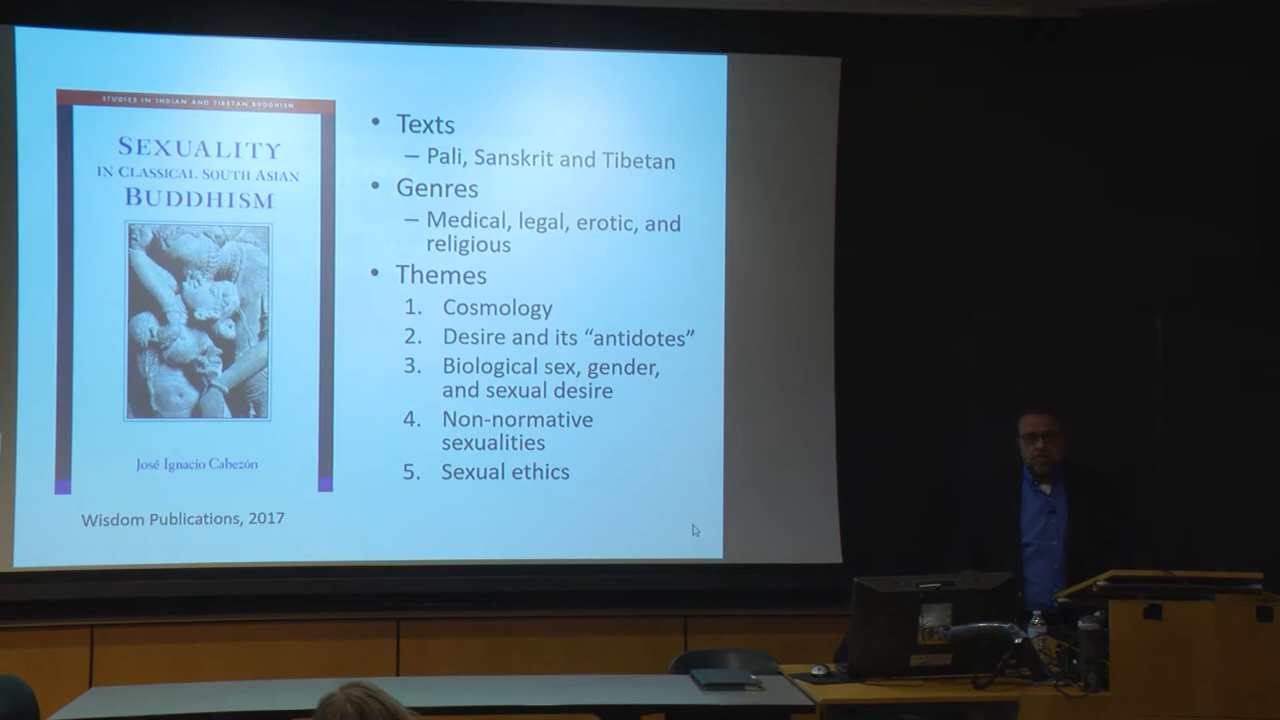 STUDIES IN INDIAN AND TIBETAN BUDDHISM
SEXUALITY
IN CLASSICAL SOUTH ASIAN
BUDDHISM
José Ignacio Cabezón
Wisdom Publications, 2017
• Texts
– Pali, Sanskrit and Tibetan
• Genres
– Medical, legal, erotic, and
religious
• Themes
1. Cosmology
2. Desire and its “antidotes”
3. Biological sex, gender,
and sexual desire
4. Non-normative
sexualities
5. Sexual ethics